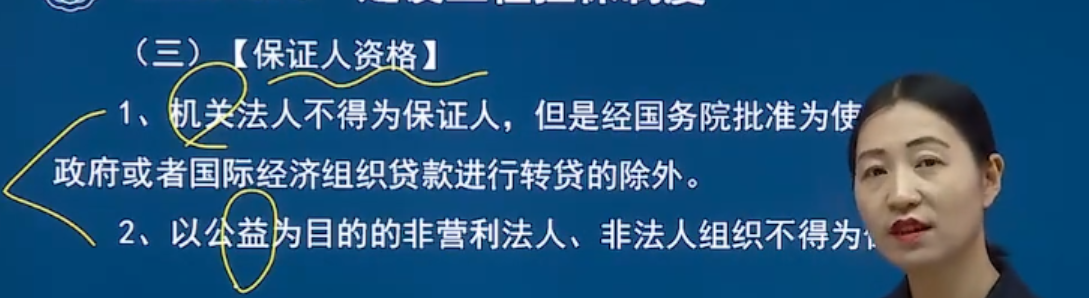 （三）【保证人资格】
1、机关法人不得为保证人，但是经国务院批准为使
政府或者国际经济组织贷款进行转贷的除外。
2、以公益为目的的非营利法人、非法人组织不得为